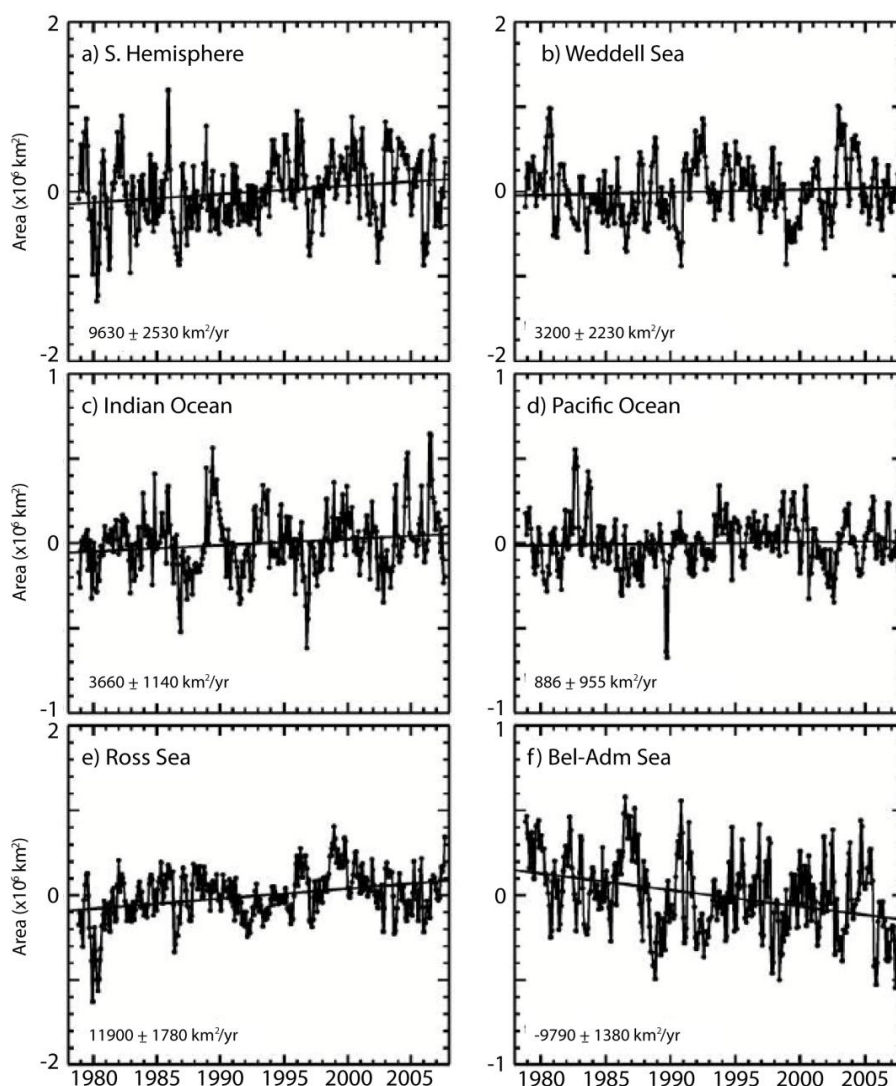 2
a) S. Hemisphere
b) Weddell Sea
Area (x10⁶ km²)
0
9630 ± 2530 km²/yr
3200 ± 2230 km²/yr
-2
1
c) Indian Ocean
d) Pacific Ocean
Area (x10⁶ km²)
0
3660 ± 1140 km²/yr
886 ± 955 km²/yr
-1
2
1
e) Ross Sea
f) Bel-Adm Sea
Area (x10⁶ km²)
0
11900 ± 1780 km²/yr
-9790 ± 1380 km²/yr
-2
-1
1980 1985 1990 1995 2000 2005
1980 1985 1990 1995 2000 2005
2
0
-2
1
0
-1
0